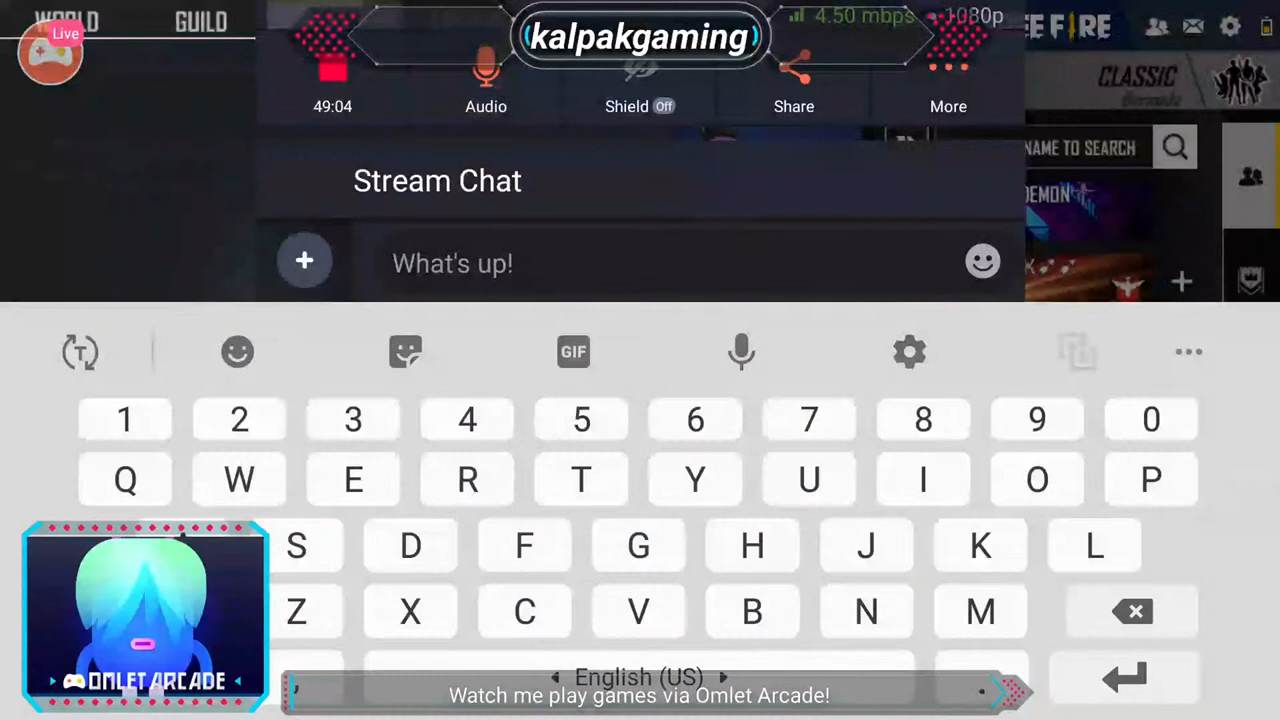 WORLD
GUILD
Live
kalpakgaming
4.50 mbps
1080p
EE FIRE
49:04
Audio
Shield Off
Share
More
CLASSIC
NAME TO SEARCH
Stream Chat
DEMON
+
What's up!
T
GIF
1 2 3 4 5 6 7 8 9 0
Q W E R T Y U I O P
S D F G H J K L
Z X C V B N M
, English (US) .
OMLET ARCADE
Watch me play games via Omlet Arcade!